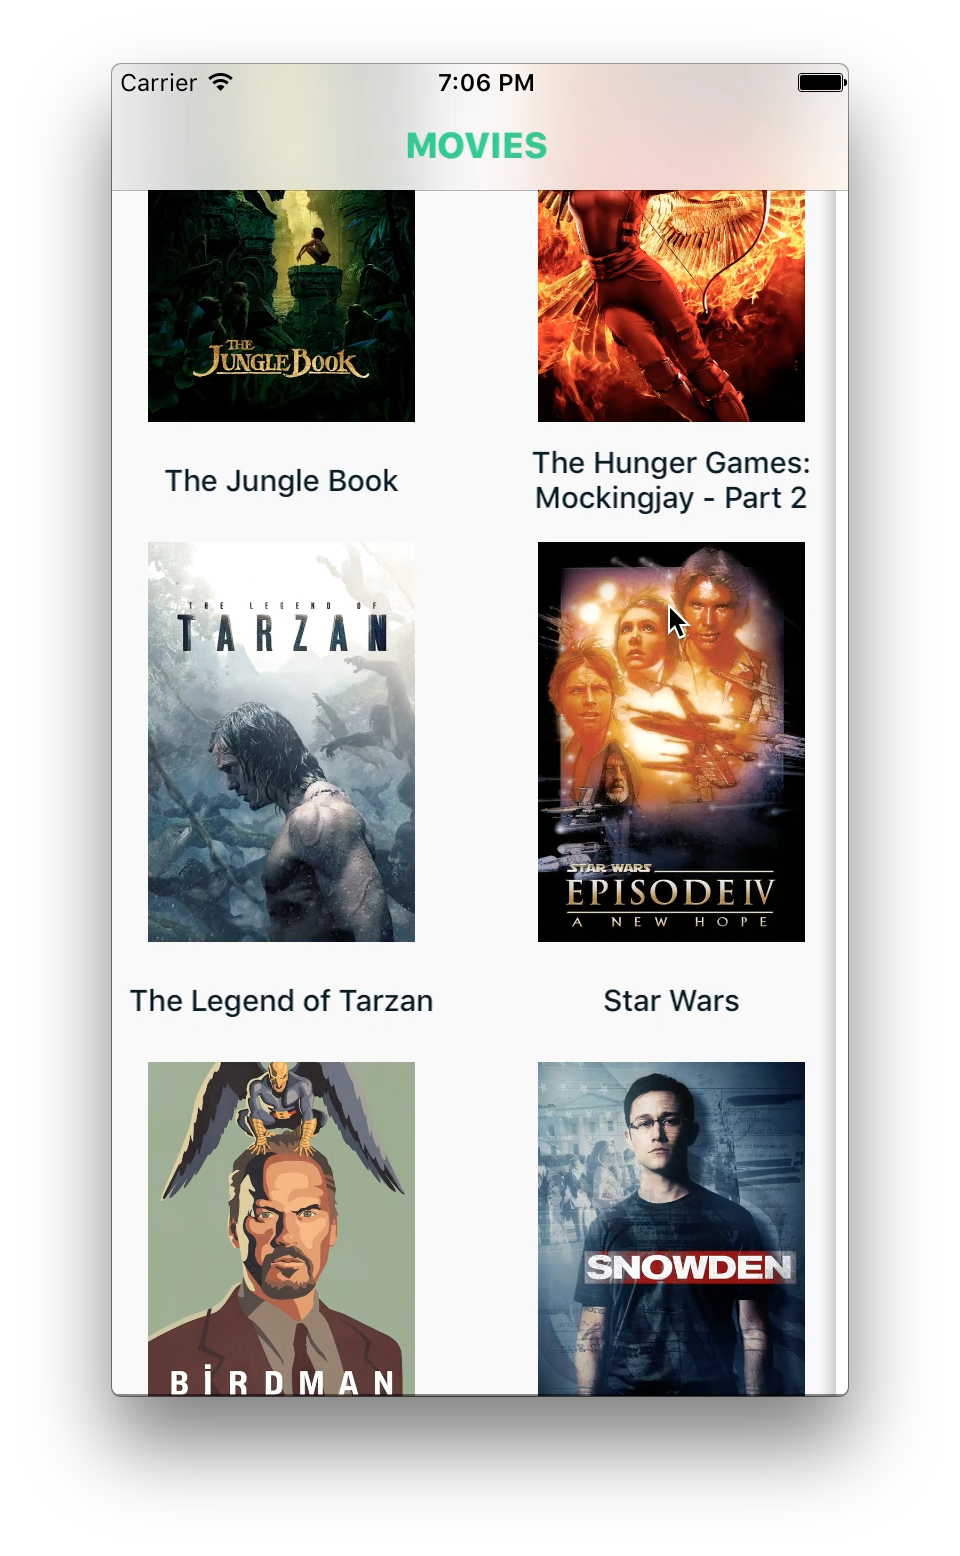 Carrier 7:06 PM
MOVIES
THE
JUNGLE BOOK
The Jungle Book
The Hunger Games:
Mockingjay - Part 2
THE LEGEND OF
TARZAN
STAR WARS
EPISODE IV
A NEW HOPE
The Legend of Tarzan
Star Wars
BİRDMAN
SNOWDEN